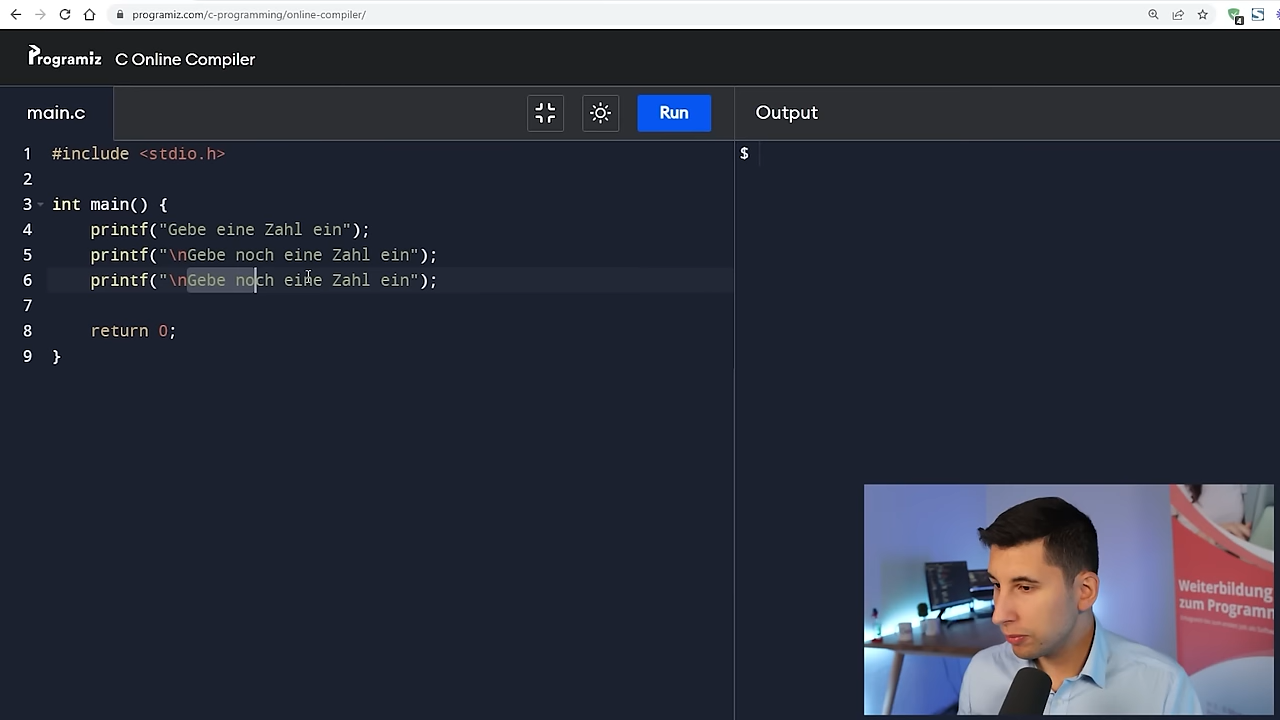 programiz.com/c-programming/online-compiler/
4
Programiz C Online Compiler
main.c
Run
Output
1 #include <stdio.h>
$
2
3 int main() {
4 printf("Gebe eine Zahl ein");
5 printf("\nGebe noch eine Zahl ein");
6 printf("\nGebe noch eine Zahl ein");
7
8 return 0;
9 }
Weiterbildung
zum Programm